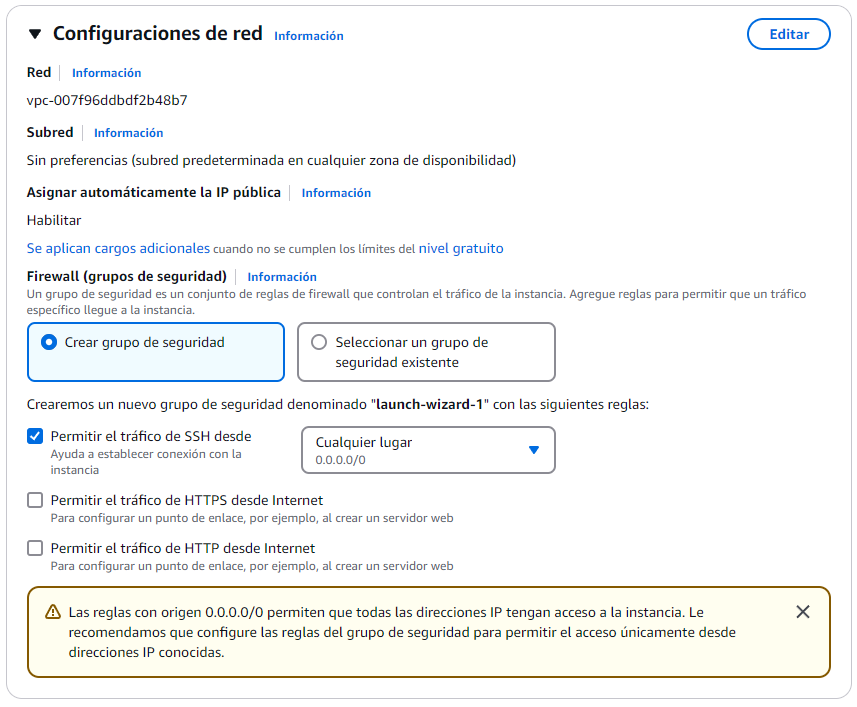 Configuraciones de red Información Editar
Red Información
vpc-007f96ddbdf2b48b7
Subred Información
Sin preferencias (subred predeterminada en cualquier zona de disponibilidad)
Asignar automáticamente la IP pública Información
Habilitar
Se aplican cargos adicionales cuando no se cumplen los límites del nivel gratuito
Firewall (grupos de seguridad) Información
Un grupo de seguridad es un conjunto de reglas de firewall que controlan el tráfico de la instancia. Agregue reglas para permitir que un tráfico
específico llegue a la instancia.
Crear grupo de seguridad
Seleccionar un grupo de
seguridad existente
Crearemos un nuevo grupo de seguridad denominado "launch-wizard-1" con las siguientes reglas:
Permitir el tráfico de SSH desde
Ayuda a establecer conexión con la
instancia
Cualquier lugar
0.0.0.0/0
Permitir el tráfico de HTTPS desde Internet
Para configurar un punto de enlace, por ejemplo, al crear un servidor web
Permitir el tráfico de HTTP desde Internet
Para configurar un punto de enlace, por ejemplo, al crear un servidor web
Las reglas con origen 0.0.0.0/0 permiten que todas las direcciones IP tengan acceso a la instancia. Le
recomendamos que configure las reglas del grupo de seguridad para permitir el acceso únicamente desde
direcciones IP conocidas.